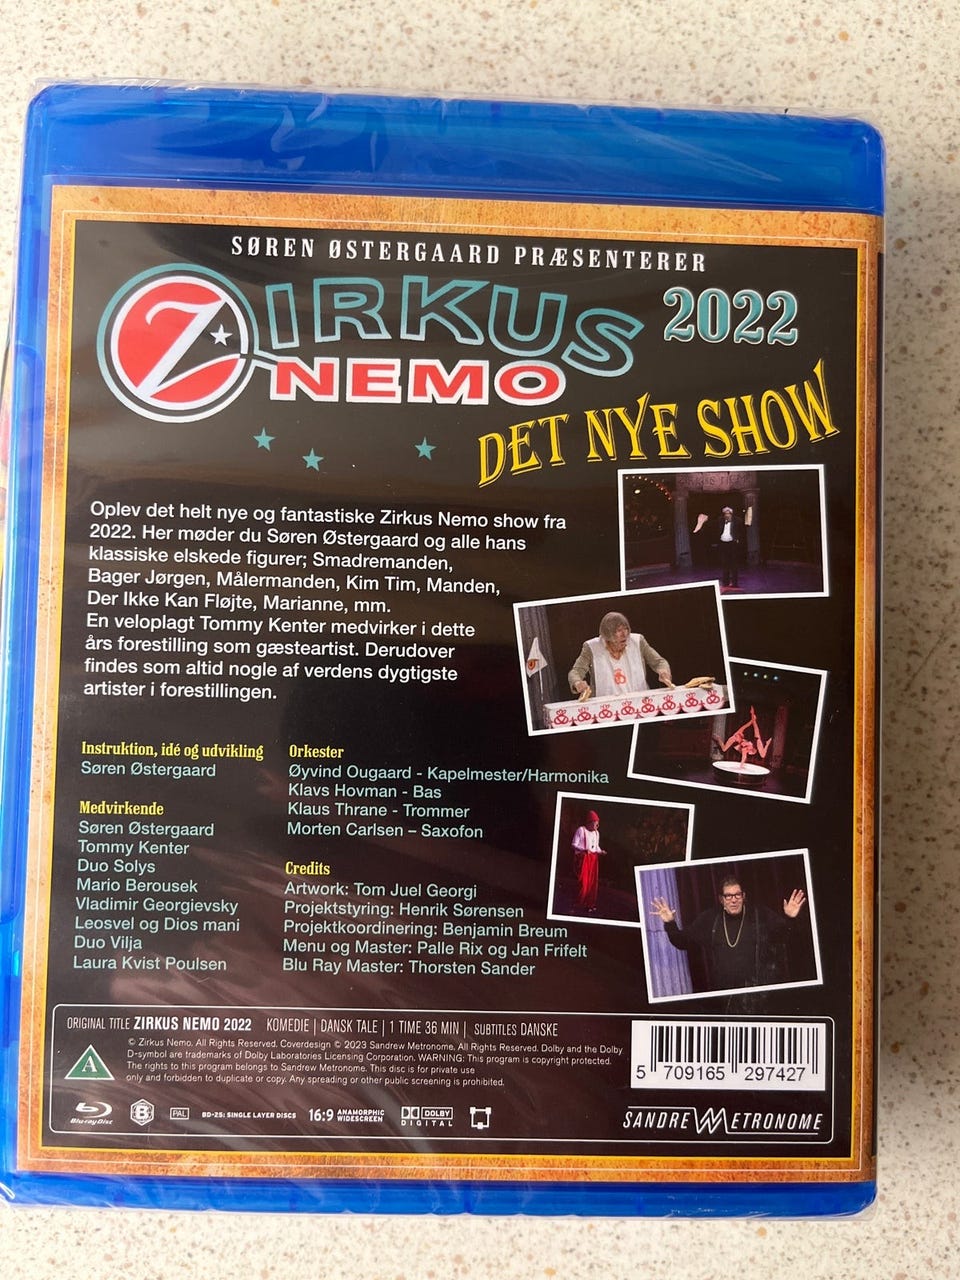 SØREN ØSTERGAARD PRÆSENTERER
ZIRKUS
NEMO
2022
DET NYE SHOW
Oplev det helt nye og fantastiske Zirkus Nemo show fra
2022. Her møder du Søren Østergaard og alle hans
klassiske elskede figurer; Smadremanden,
Bager Jørgen, Målermanden, Kim Tim, Manden,
Der Ikke Kan Fløjte, Marianne, mm.
En veloplagt Tommy Kenter medvirker i dette
års forestilling som gæsteartist. Derudover
findes som altid nogle af verdens dygtigste
artister i forestillingen.
Instruktion, idé og udvikling
Søren Østergaard
Medvirkende
Søren Østergaard
Tommy Kenter
Duo Solys
Mario Berousek
Vladimir Georgievsky
Leosvel og Dios mani
Duo Vilja
Laura Kvist Poulsen
Orkester
Øyvind Ougaard - Kapelmester/Harmonika
Klavs Hovman - Bas
Klaus Thrane - Trommer
Morten Carlsen – Saxofon
Credits
Artwork: Tom Juel Georgi
Projektstyring: Henrik Sørensen
Projektkoordinering: Benjamin Breum
Menu og Master: Palle Rix og Jan Frifelt
Blu Ray Master: Thorsten Sander
ORIGINAL TITLE ZIRKUS NEMO 2022 KOMEDIE | DANSK TALE | 1 TIME 36 MIN | SUBTITLES DANSKE
A
© Zirkus Nemo. All Rights Reserved. Coverdesign © 2023 Sandrew Metronome. All Rights Reserved. Dolby and the Dolby
D-symbol are trademarks of Dolby Laboratories Licensing Corporation. WARNING: This program is copyright protected.
The rights to this program belongs to Sandrew Metronome. This disc is for private use
only and forbidden to duplicate or copy. Any spreading or other public screening is prohibited.
5 709165 297427
Blu-ray Disc
B
PAL
BD-25: SINGLE LAYER DISCS
16:9 ANAMORPHIC
WIDESCREEN
DOLBY
DIGITAL
SANDREW METRONOME